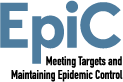 EpiC
Meeting Targets and
Maintaining Epidemic Control